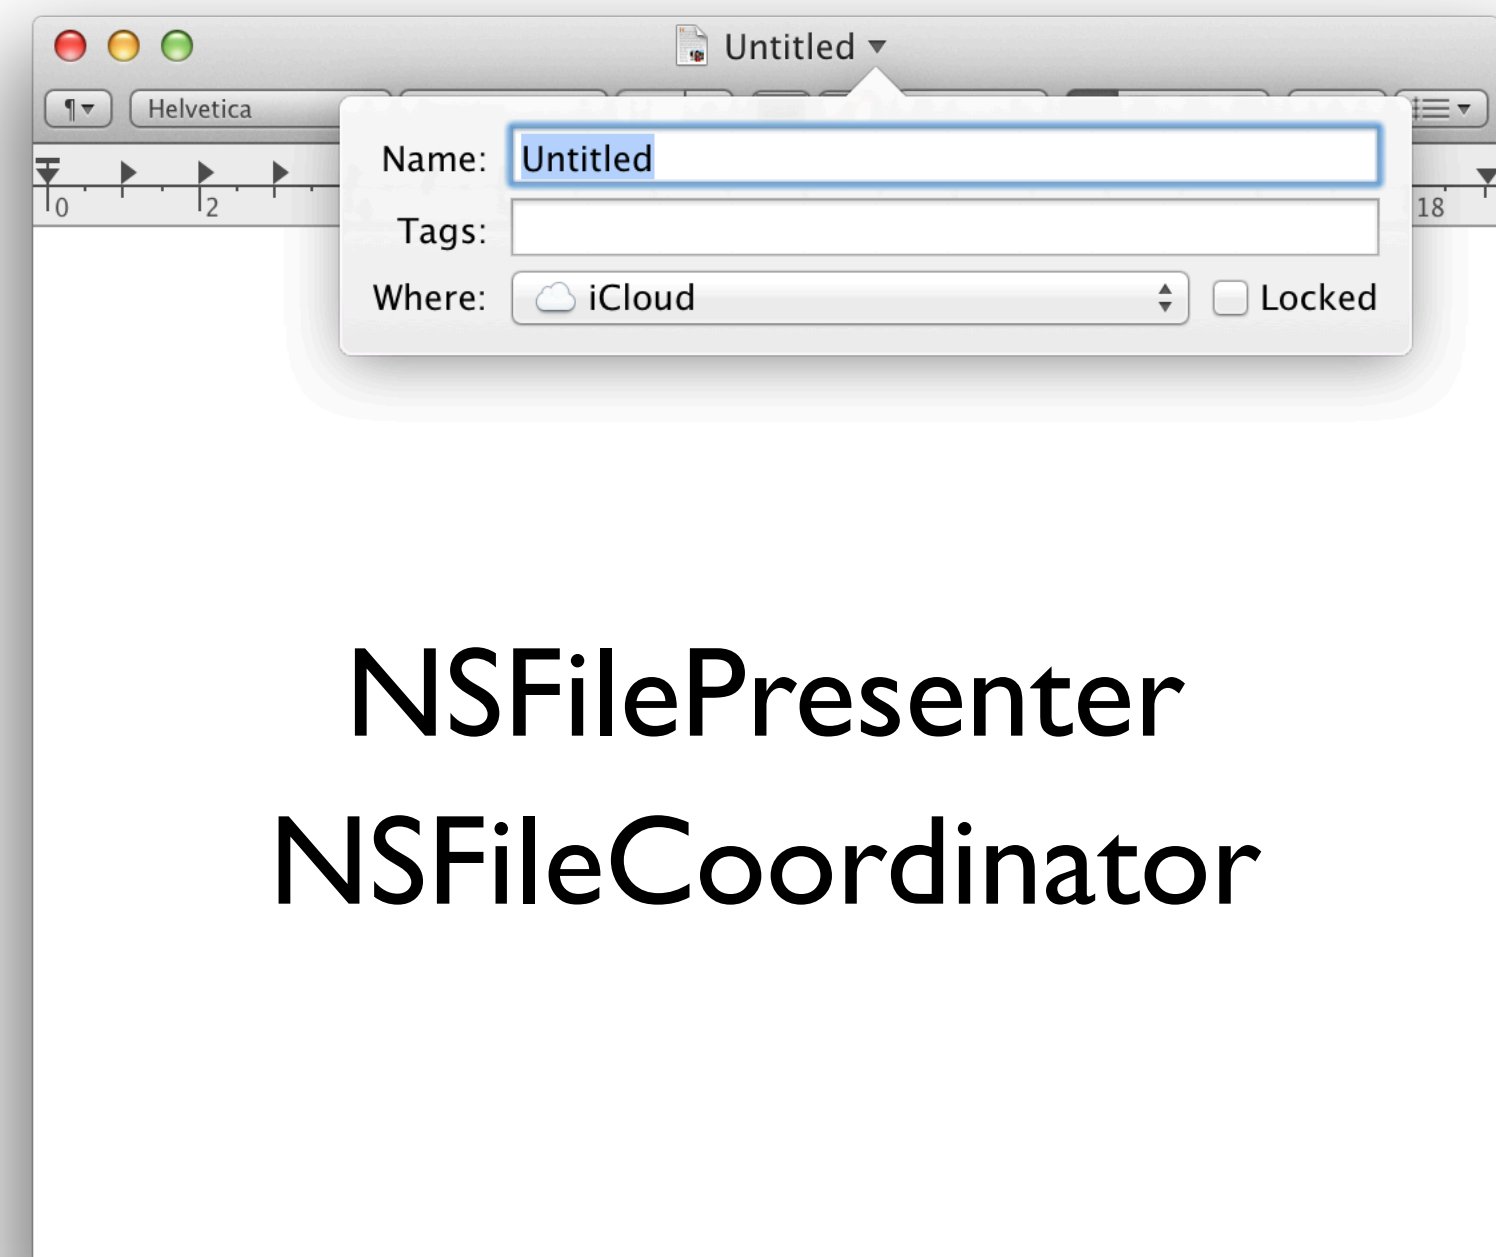 Untitled
¶ Helvetica
Name: Untitled
Tags:
Where: iCloud Locked
0 2 18
NSFilePresenter
NSFileCoordinator